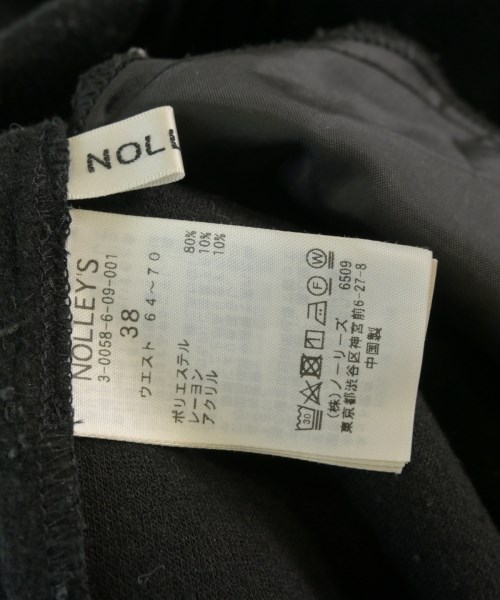 NOL
NOLLEY'S
3-0058-6-09-001
38
ウエスト 64～70
ポリエステル 80%
レーヨン 10%
アクリル 10%
30
F W
6509
(株)ノーリーズ
東京都渋谷区神宮前6-27-8
中国製